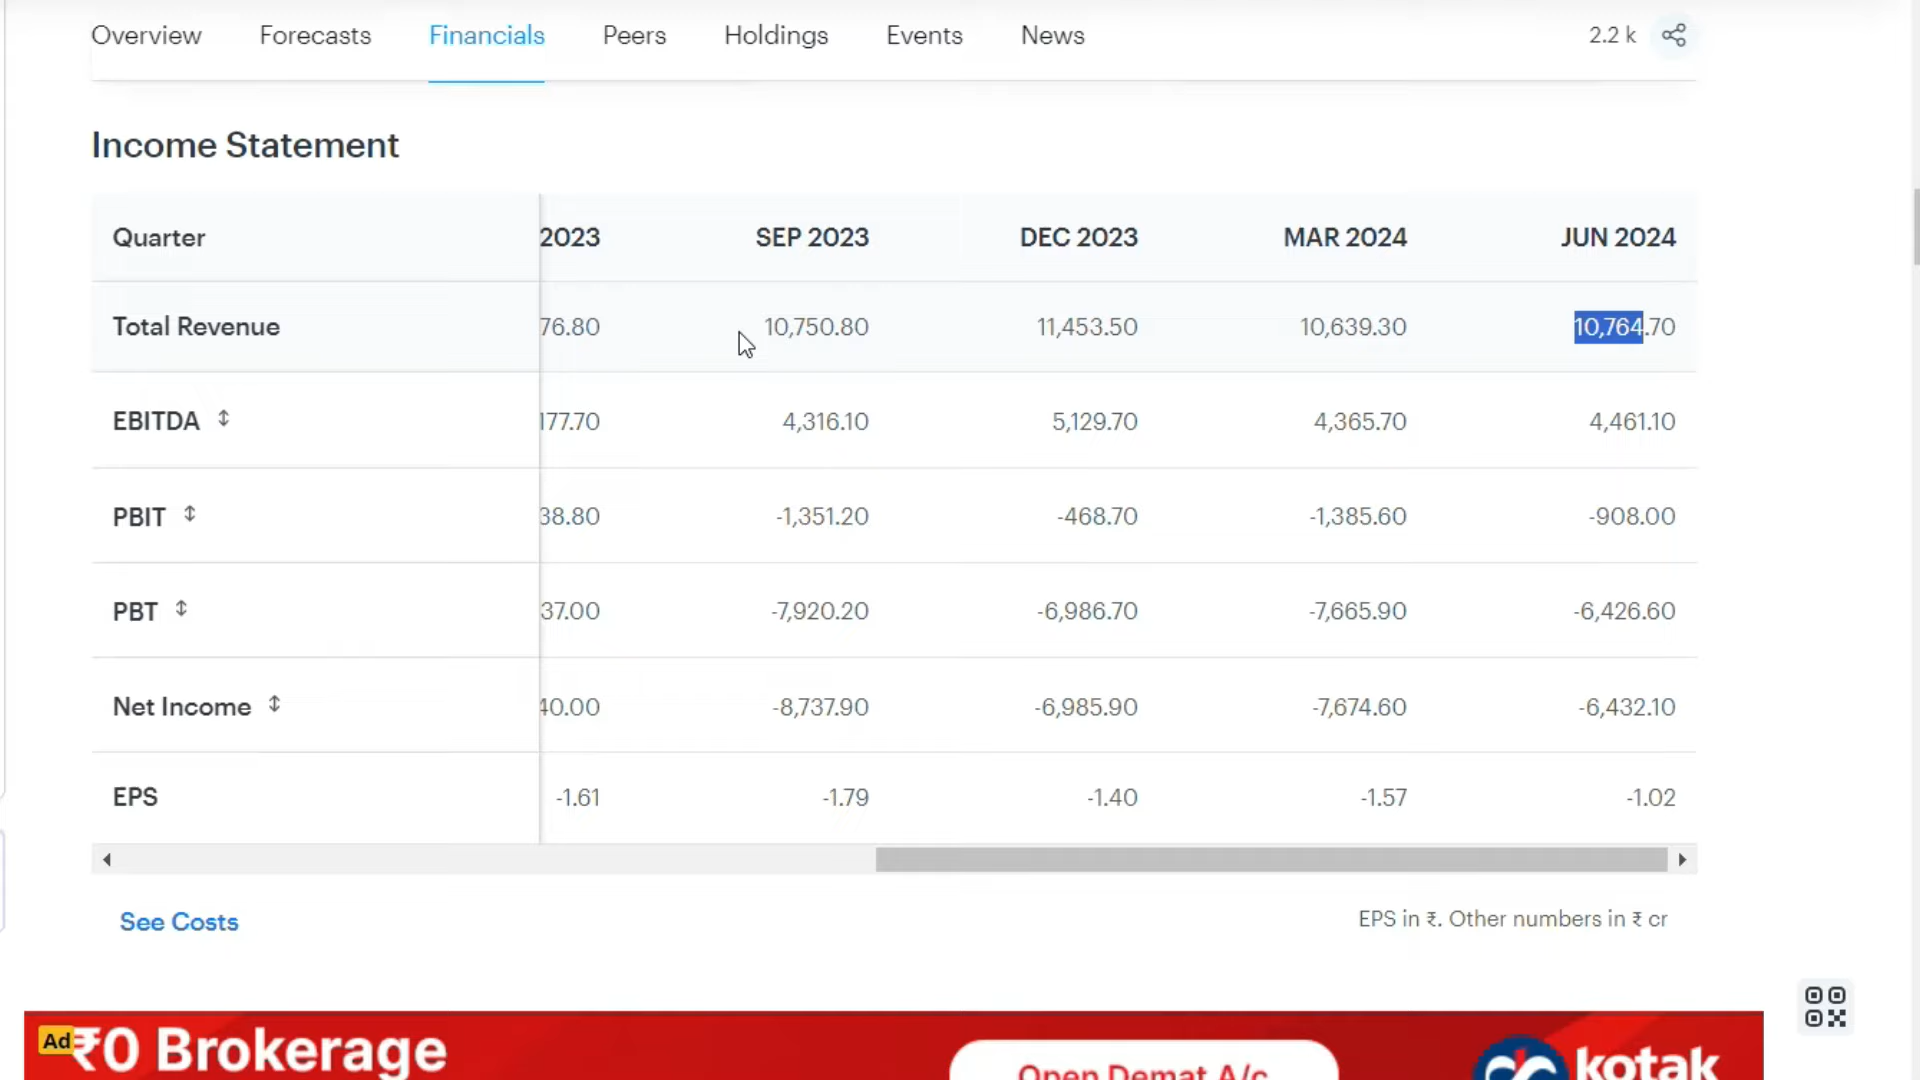 Overview Forecasts Financials Peers Holdings Events News 2.2 k
Income Statement
Quarter 2023 SEP 2023 DEC 2023 MAR 2024 JUN 2024
Total Revenue 76.80 10,750.80 11,453.50 10,639.30 10,764.70
EBITDA 177.70 4,316.10 5,129.70 4,365.70 4,461.10
PBIT 38.80 -1,351.20 -468.70 -1,385.60 -908.00
PBT 37.00 -7,920.20 -6,986.70 -7,665.90 -6,426.60
Net Income 40.00 -8,737.90 -6,985.90 -7,674.60 -6,432.10
EPS -1.61 -1.79 -1.40 -1.57 -1.02
See Costs EPS in ₹. Other numbers in ₹ cr
Ad ₹0 Brokerage Open Demat A/c kotak